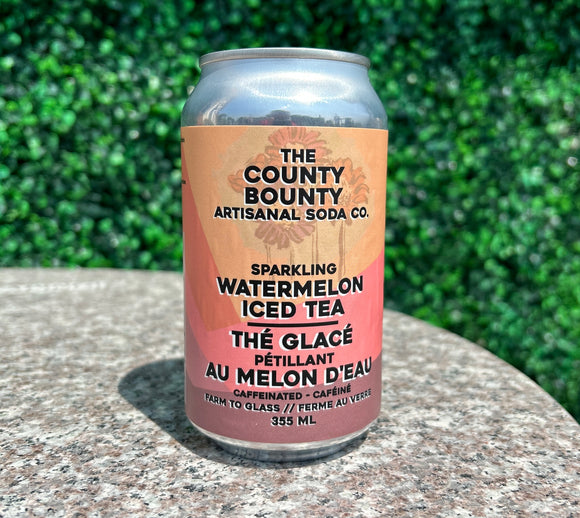 THE
COUNTY
BOUNTY
ARTISANAL SODA CO.
SPARKLING
WATERMELON
ICED TEA
THÉ GLACÉ
PÉTILLANT
AU MELON D'EAU
CAFFEINATED - CAFÉINÉ
FARM TO GLASS // FERME AU VERRE
355 ML